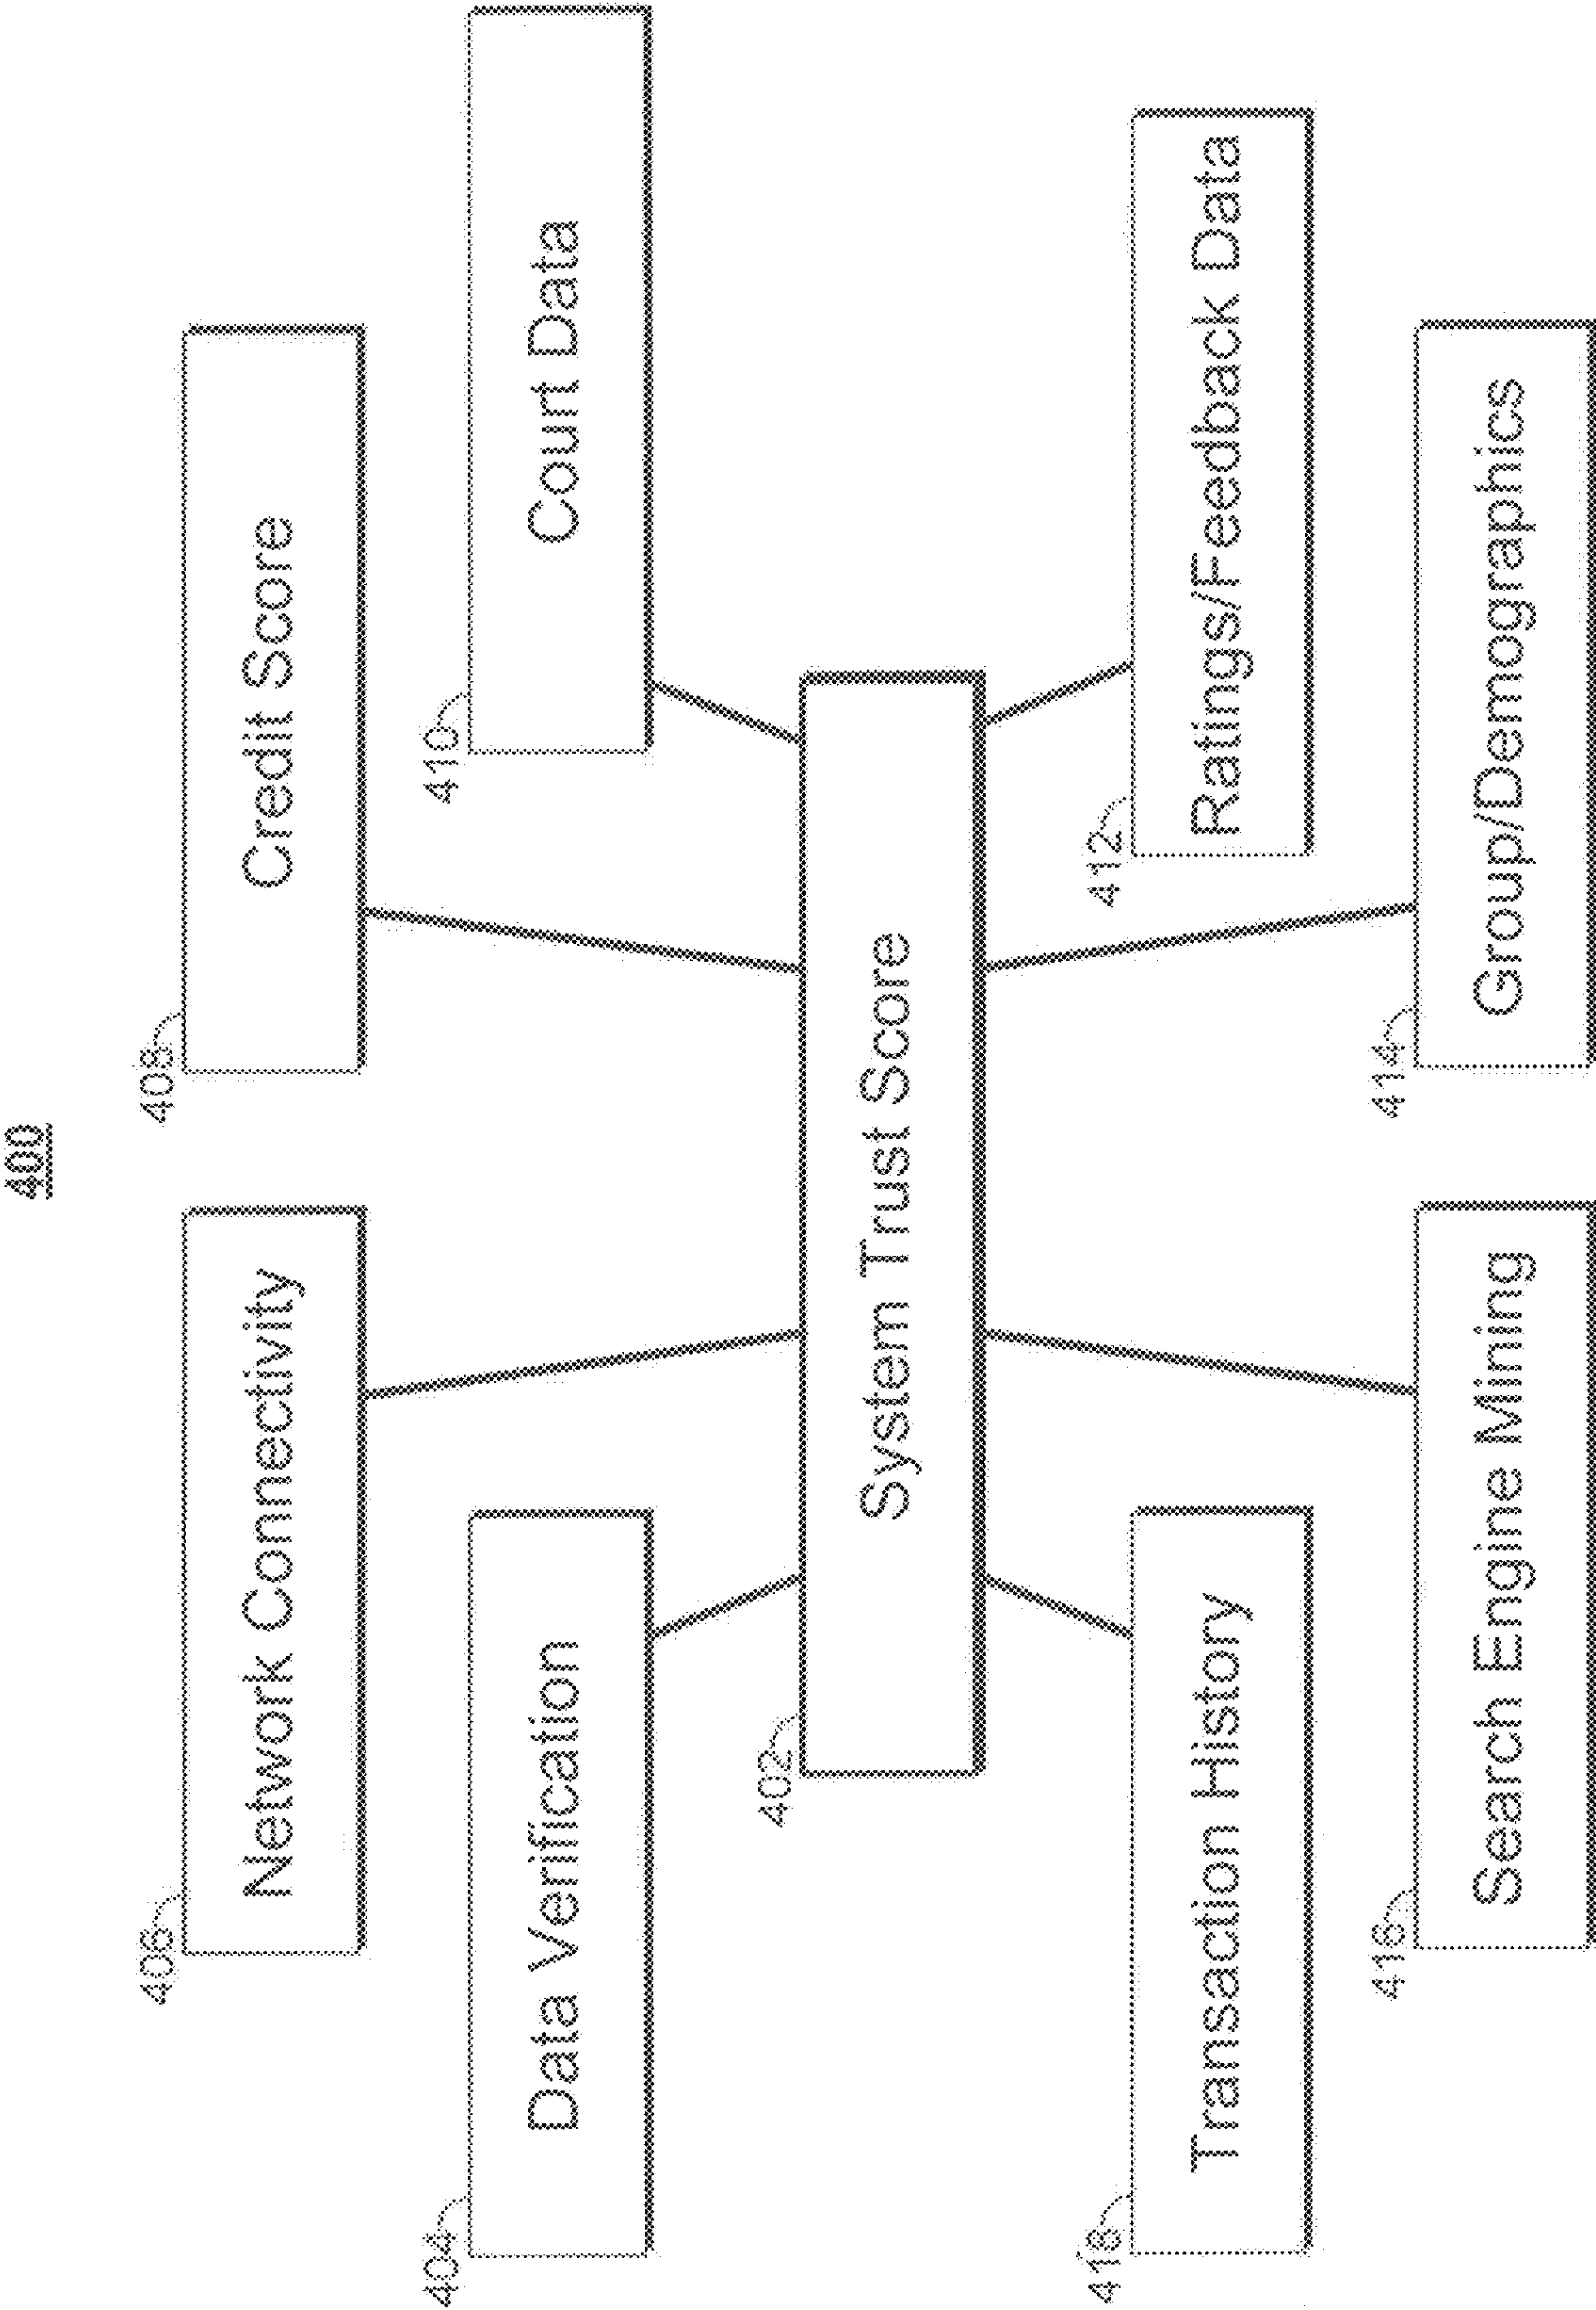 400
406
Network Connectivity
408
Credit Score
404
Data Verification
410
Court Data
402
System Trust Score
418
Transaction History
412
Ratings/Feedback Data
416
Search Engine Mining
414
Group/Demographics